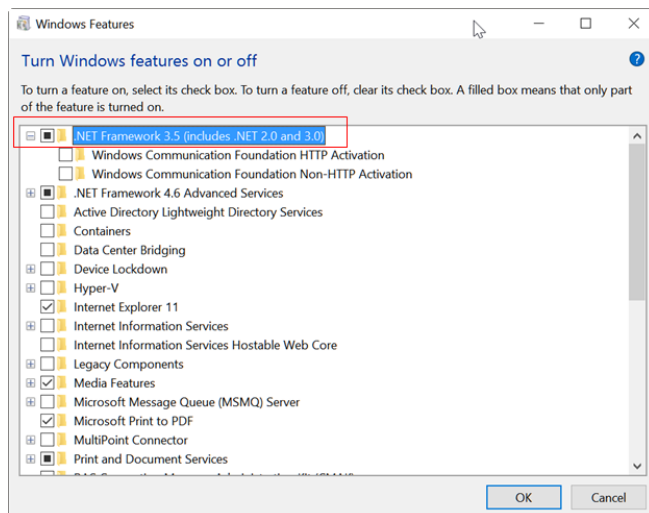 Windows Features
Turn Windows features on or off
To turn a feature on, select its check box. To turn a feature off, clear its check box. A filled box means that only part
of the feature is turned on.
.NET Framework 3.5 (includes .NET 2.0 and 3.0)
Windows Communication Foundation HTTP Activation
Windows Communication Foundation Non-HTTP Activation
.NET Framework 4.6 Advanced Services
Active Directory Lightweight Directory Services
Containers
Data Center Bridging
Device Lockdown
Hyper-V
Internet Explorer 11
Internet Information Services
Internet Information Services Hostable Web Core
Legacy Components
Media Features
Microsoft Message Queue (MSMQ) Server
Microsoft Print to PDF
MultiPoint Connector
Print and Document Services
OK Cancel